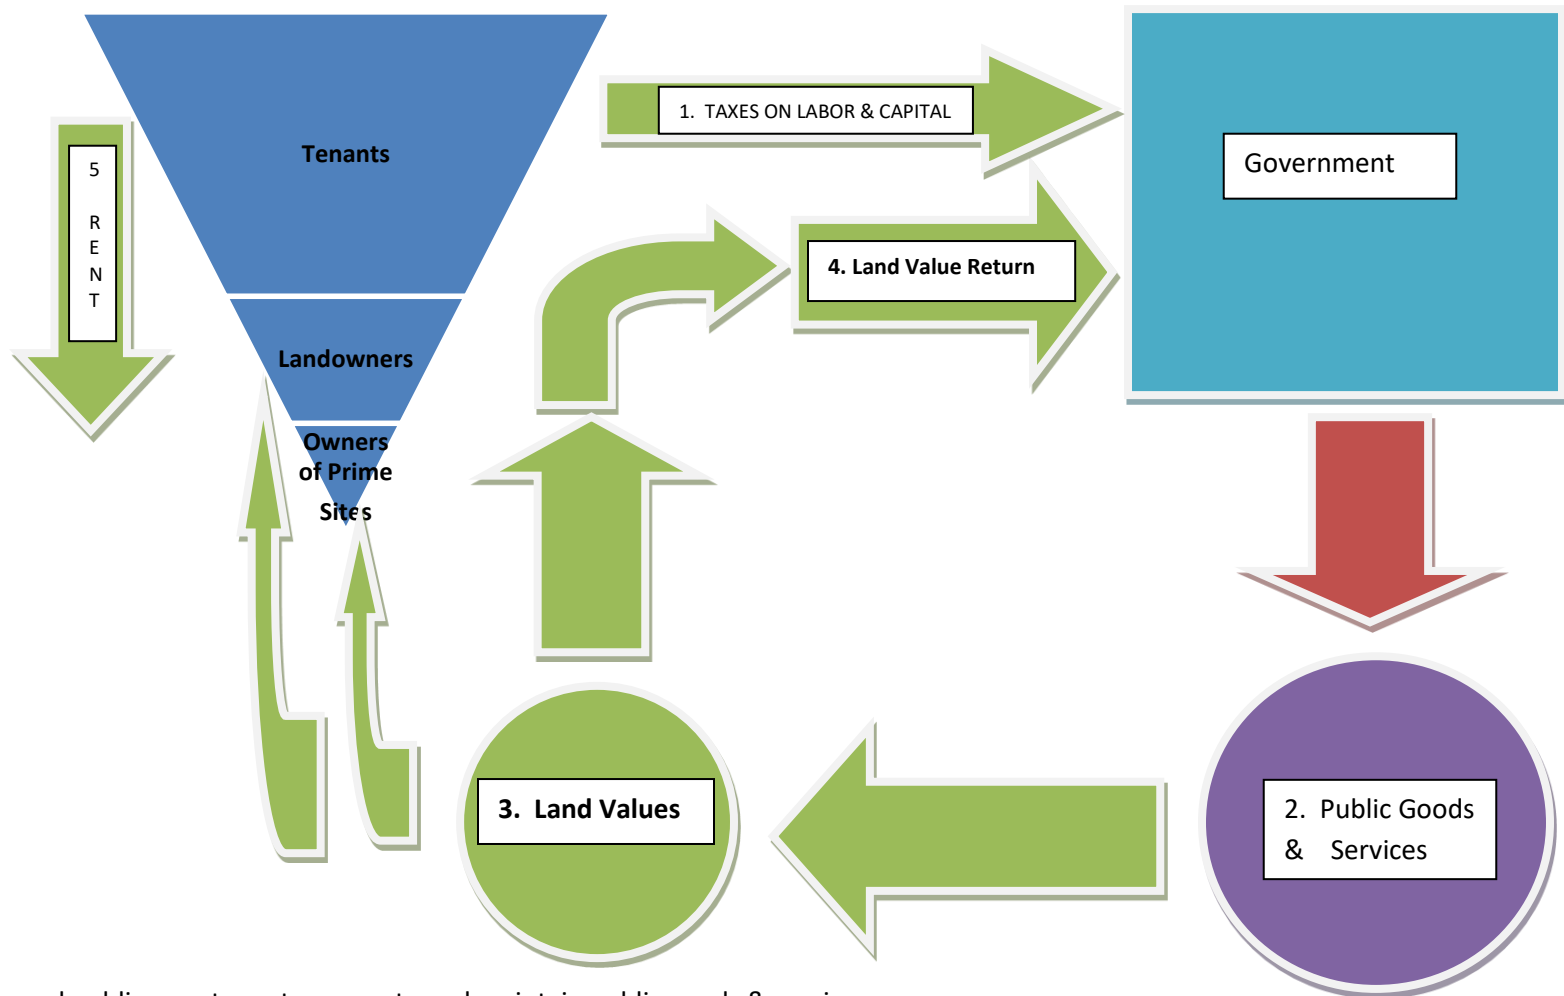 Tenants
1. TAXES ON LABOR & CAPITAL
Government
5
R
E
N
T
4. Land Value Return
Landowners
Owners
of Prime
Sites
3. Land Values
2. Public Goods
& Services